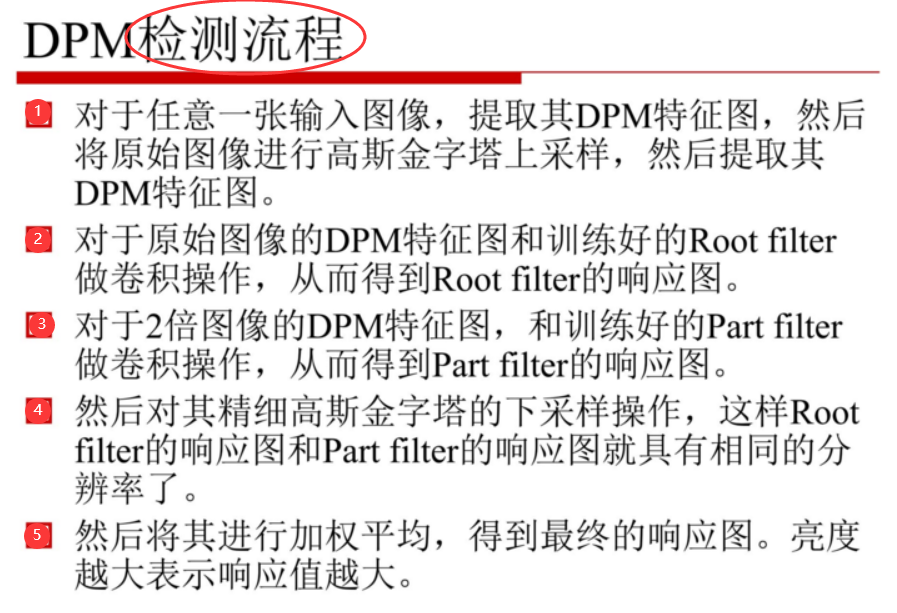 DPM检测流程
1 对于任意一张输入图像，提取其DPM特征图，然后
将原始图像进行高斯金字塔上采样，然后提取其
DPM特征图。
2 对于原始图像的DPM特征图和训练好的Root filter
做卷积操作，从而得到Root filter的响应图。
3 对于2倍图像的DPM特征图，和训练好的Part filter
做卷积操作，从而得到Part filter的响应图。
4 然后对其精细高斯金字塔的下采样操作，这样Root
filter的响应图和Part filter的响应图就具有相同的分
辨率了。
5 然后将其进行加权平均，得到最终的响应图。亮度
越大表示响应值越大。